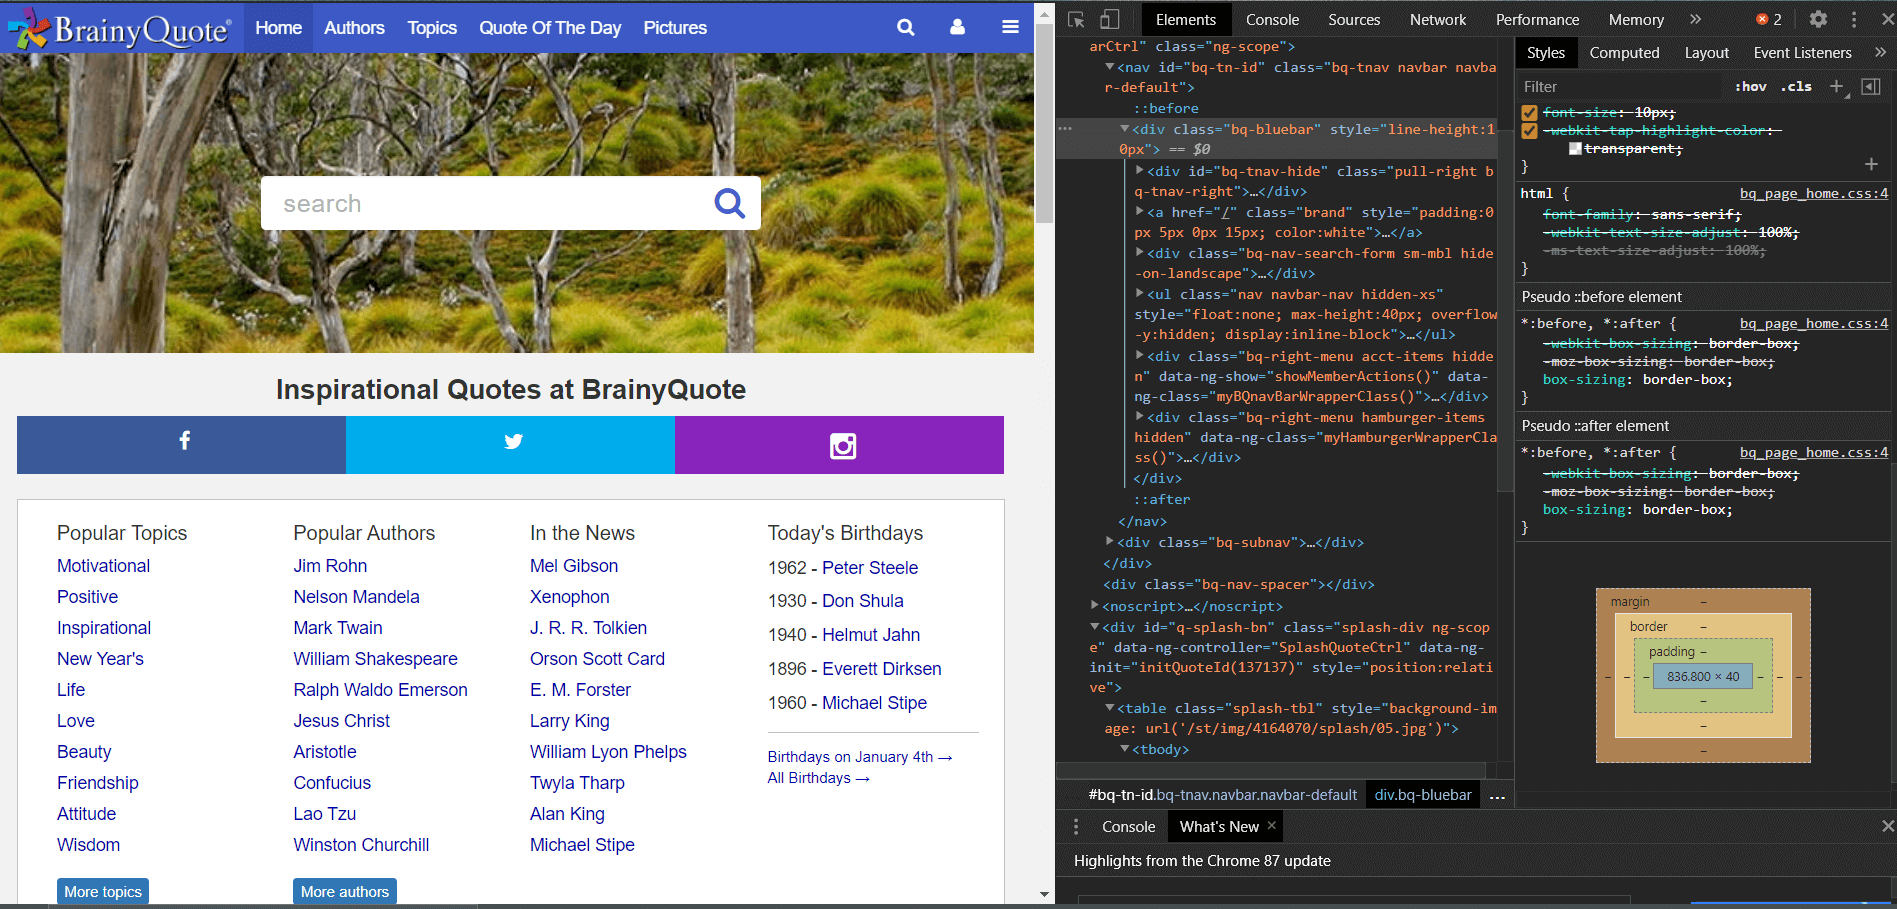 BrainyQuote®
Home Authors Topics Quote Of The Day Pictures
search
Inspirational Quotes at BrainyQuote
Popular Topics
Motivational
Positive
Inspirational
New Year's
Life
Love
Beauty
Friendship
Attitude
Wisdom
More topics
Popular Authors
Jim Rohn
Nelson Mandela
Mark Twain
William Shakespeare
Ralph Waldo Emerson
Jesus Christ
Aristotle
Confucius
Lao Tzu
Winston Churchill
More authors
In the News
Mel Gibson
Xenophon
J. R. R. Tolkien
Orson Scott Card
E. M. Forster
Larry King
William Lyon Phelps
Twyla Tharp
Alan King
Michael Stipe
Today's Birthdays
1962 - Peter Steele
1930 - Don Shula
1940 - Helmut Jahn
1896 - Everett Dirksen
1960 - Michael Stipe
Birthdays on January 4th →
All Birthdays →
Elements Console Sources Network Performance Memory » 2
arCtrl" class="ng-scope">
<nav id="bq-tn-id" class="bq-tnav navbar navba
r-default">
::before
<div class="bq-bluebar" style="line-height:1
0px"> == $0
<div id="bq-tnav-hide" class="pull-right b
q-tnav-right">…</div>
<a href="/" class="brand" style="padding:0
px 5px 0px 15px; color:white">…</a>
<div class="bq-nav-search-form sm-mbl hide
-on-landscape">…</div>
<ul class="nav navbar-nav hidden-xs"
style="float:none; max-height:40px; overflow
-y:hidden; display:inline-block">…</ul>
<div class="bq-right-menu acct-items hidde
n" data-ng-show="showMemberActions()" data-
ng-class="myBQnavBarWrapperClass()">…</div>
<div class="bq-right-menu hamburger-items
hidden" data-ng-class="myHamburgerWrapperCla
ss()">…</div>
</div>
::after
</nav>
<div class="bq-subnav">…</div>
</div>
<div class="bq-nav-spacer"></div>
<noscript>…</noscript>
<div id="q-splash-bn" class="splash-div ng-scop
e" data-ng-controller="SplashQuoteCtrl" data-ng-
init="initQuoteId(137137)" style="position:relati
ve">
<table class="splash-tbl" style="background-im
age: url('/st/img/4164070/splash/05.jpg')">
<tbody>
#bq-tn-id.bq-tnav.navbar.navbar-default div.bq-bluebar ...
Styles Computed Layout Event Listeners »
Filter :hov .cls +
font-size: 10px;
-webkit-tap-highlight-color:
transparent;
}
html { bq_page_home.css:4
font-family: sans-serif;
-webkit-text-size-adjust: 100%;
-ms-text-size-adjust: 100%;
}
Pseudo ::before element
*:before, *:after { bq_page_home.css:4
-webkit-box-sizing: border-box;
-moz-box-sizing: border-box;
box-sizing: border-box;
}
Pseudo ::after element
*:before, *:after { bq_page_home.css:4
-webkit-box-sizing: border-box;
-moz-box-sizing: border-box;
box-sizing: border-box;
}
margin –
border –
padding –
– – – 836.800 × 40 – – –
–
–
–
Console What's New ×
Highlights from the Chrome 87 update